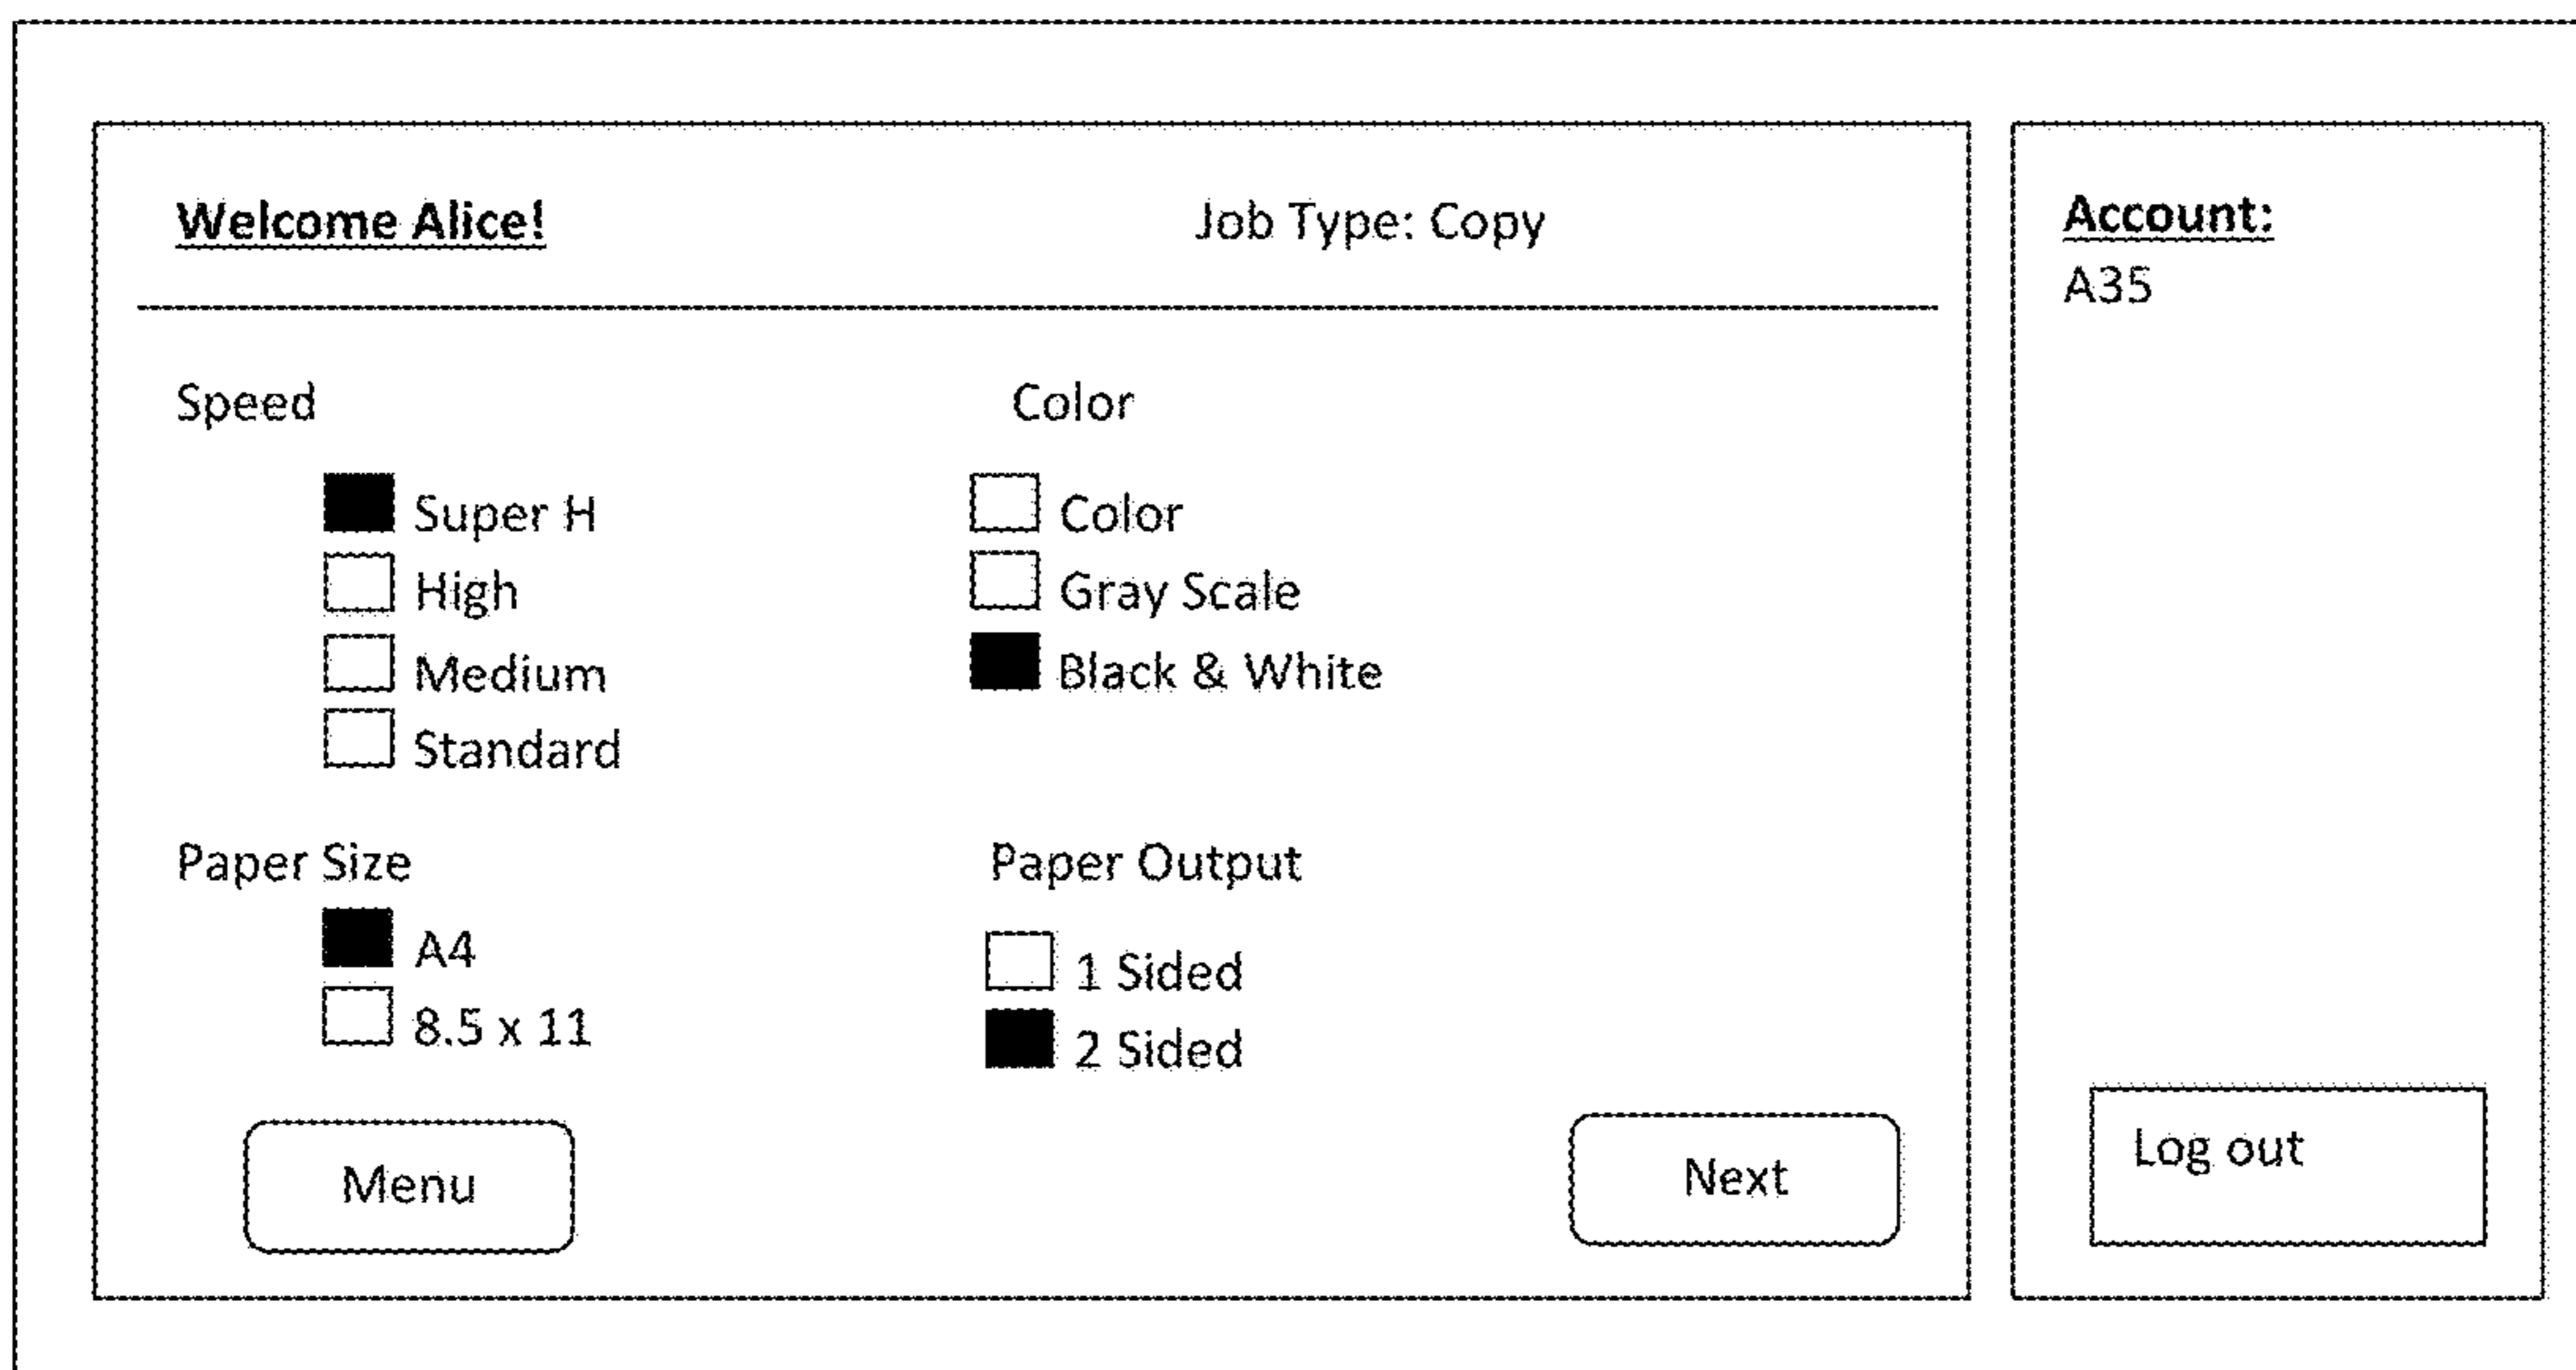 Welcome Alice!
Job Type: Copy
Speed
Super H
High
Medium
Standard
Color
Color
Gray Scale
Black & White
Paper Size
A4
8.5 x 11
Paper Output
1 Sided
2 Sided
Menu
Next
Account:
A35
Log out